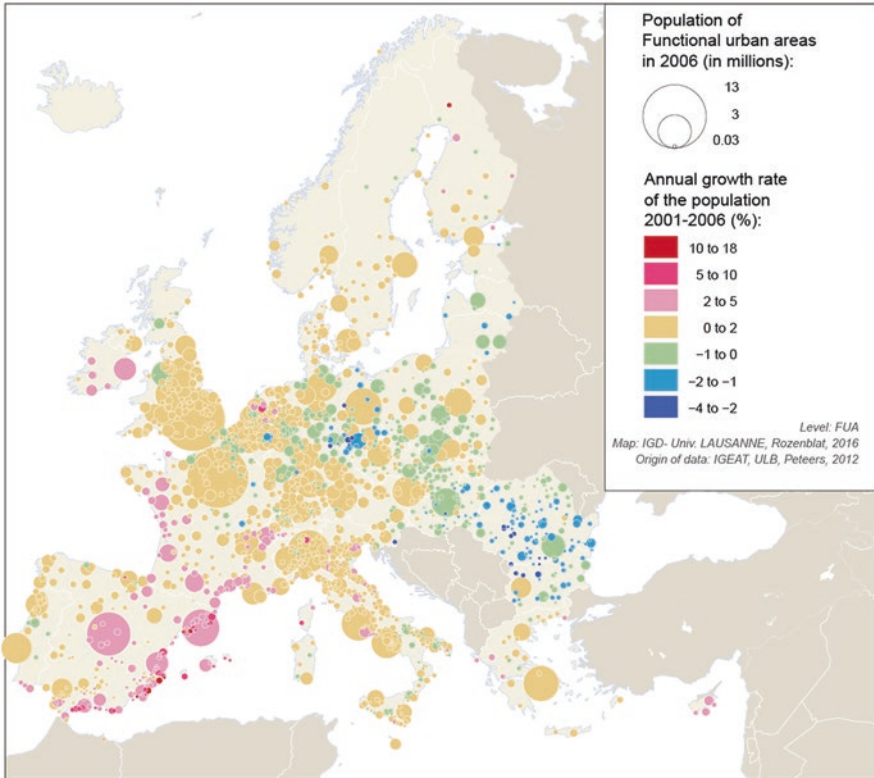 Population of
Functional urban areas
in 2006 (in millions):
13
3
0.03
Annual growth rate
of the population
2001-2006 (%):
10 to 18
5 to 10
2 to 5
0 to 2
−1 to 0
−2 to −1
−4 to −2
Level: FUA
Map: IGD- Univ. LAUSANNE, Rozenblat, 2016
Origin of data: IGEAT, ULB, Peteers, 2012